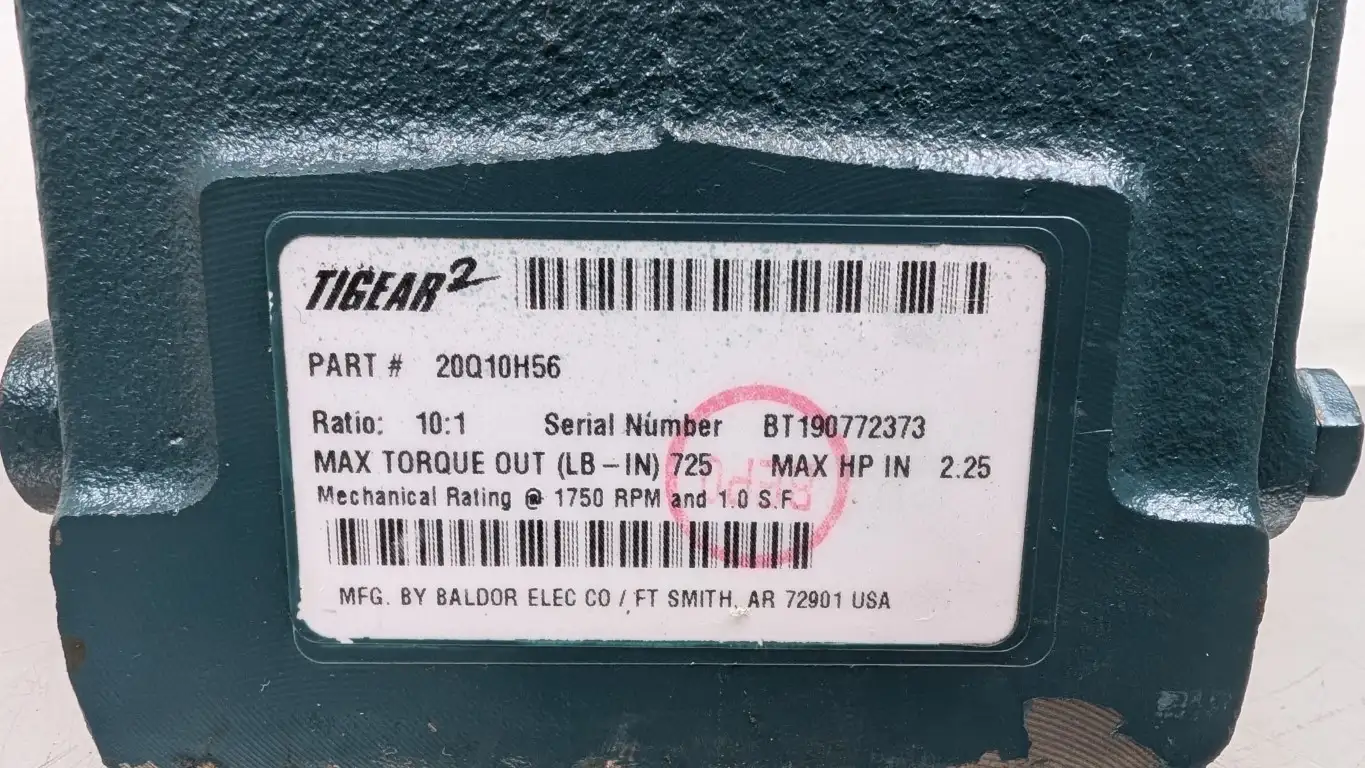 TIGEAR2
PART # 20Q10H56
Ratio: 10:1 Serial Number BT190772373
MAX TORQUE OUT (LB-IN) 725 MAX HP IN 2.25
Mechanical Rating @ 1750 RPM and 1.0 S.F.
MFG. BY BALDOR ELEC CO / FT SMITH, AR 72901 USA